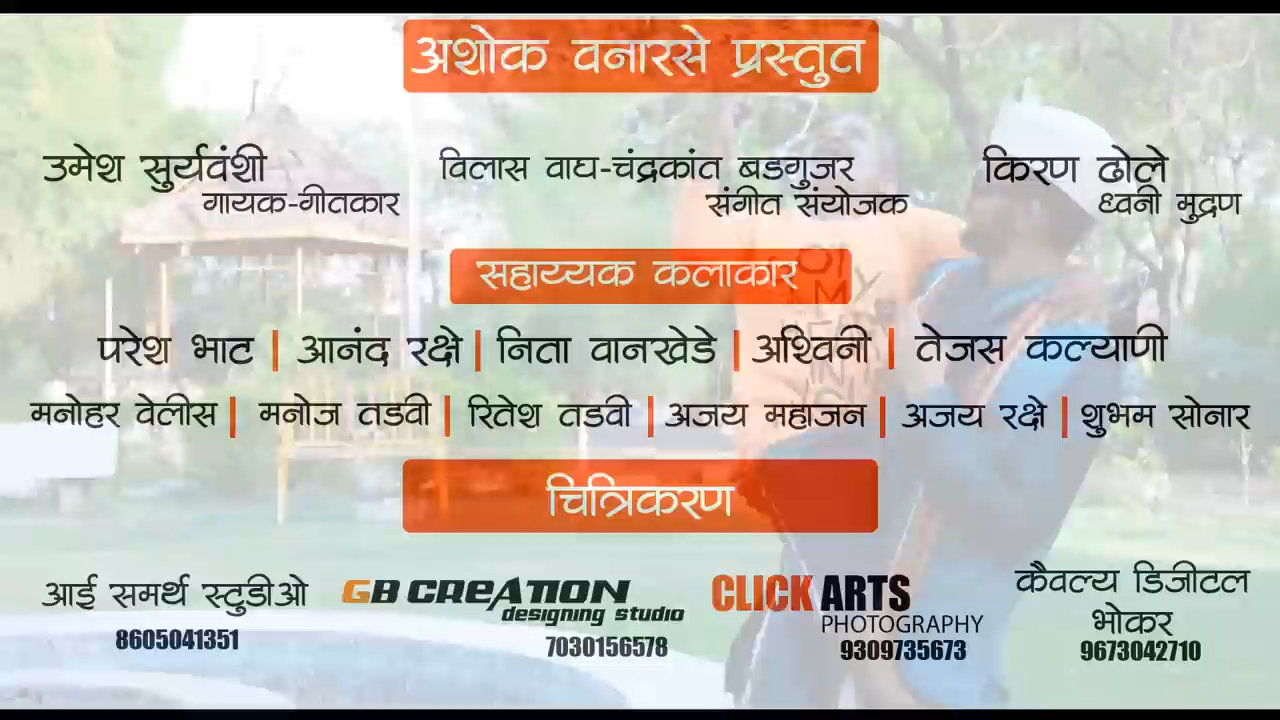 अशोक वनारसे प्रस्तुत
उमेश सुर्यवंशी
गायक-गीतकार
विलास वाघ-चंद्रकांत बडगुजर
संगीत संयोजक
किरण ढोले
ध्वनी मुद्रण
सहाय्यक कलाकार
परेश भाट | आनंद रक्षे | निता वानखेडे | अश्विनी | तेजस कल्याणी
मनोहर वेलीस | मनोज तडवी | रितेश तडवी | अजय महाजन | अजय रक्षे | शुभम सोनार
चित्रिकरण
आई समर्थ स्टुडीओ
8605041351
GB CREATION
designing studio
7030156578
CLICK ARTS
PHOTOGRAPHY
9309735673
कैवल्य डिजीटल
भोकर
9673042710